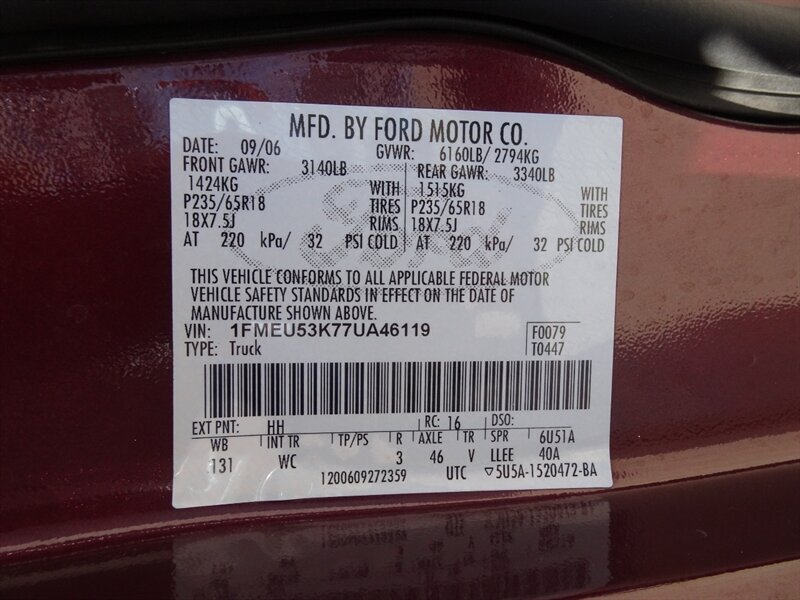 MFD. BY FORD MOTOR CO.
DATE: 09/06 GVWR: 6160LB/ 2794KG
FRONT GAWR: 3140LB REAR GAWR: 3340LB
1424KG WITH 1515KG WITH
P235/65R18 TIRES P235/65R18 TIRES
18X7.5J RIMS 18X7.5J RIMS
AT 220 kPa/ 32 PSI COLD AT 220 kPa/ 32 PSI COLD
Ford
THIS VEHICLE CONFORMS TO ALL APPLICABLE FEDERAL MOTOR
VEHICLE SAFETY STANDARDS IN EFFECT ON THE DATE OF
MANUFACTURE SHOWN ABOVE.
VIN: 1FMEU53K77UA46119 F0079
TYPE: Truck T0447
EXT PNT: HH RC: 16 DSO:
WB INT TR TP/PS R AXLE TR SPR 6U51A
131 WC 3 46 V LLEE 40A
1200609272359 UTC ▽5U5A-1520472-BA